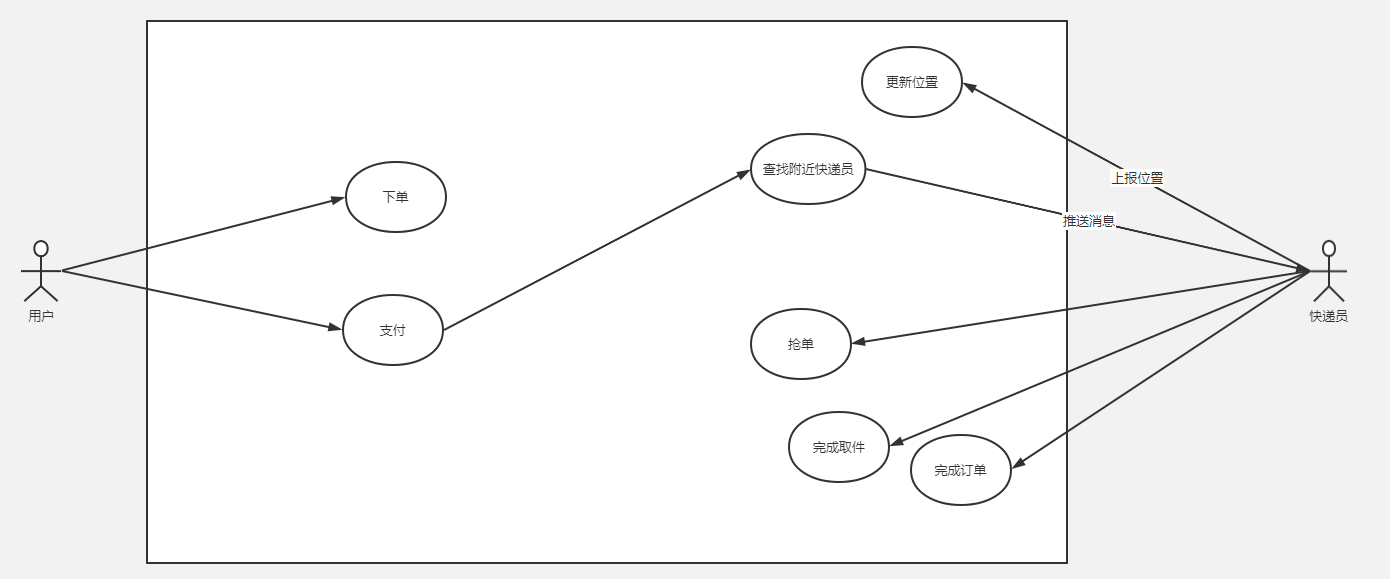 更新位置
查找附近快递员
上报位置
下单
推送消息
用户
快递员
支付
抢单
完成取件
完成订单